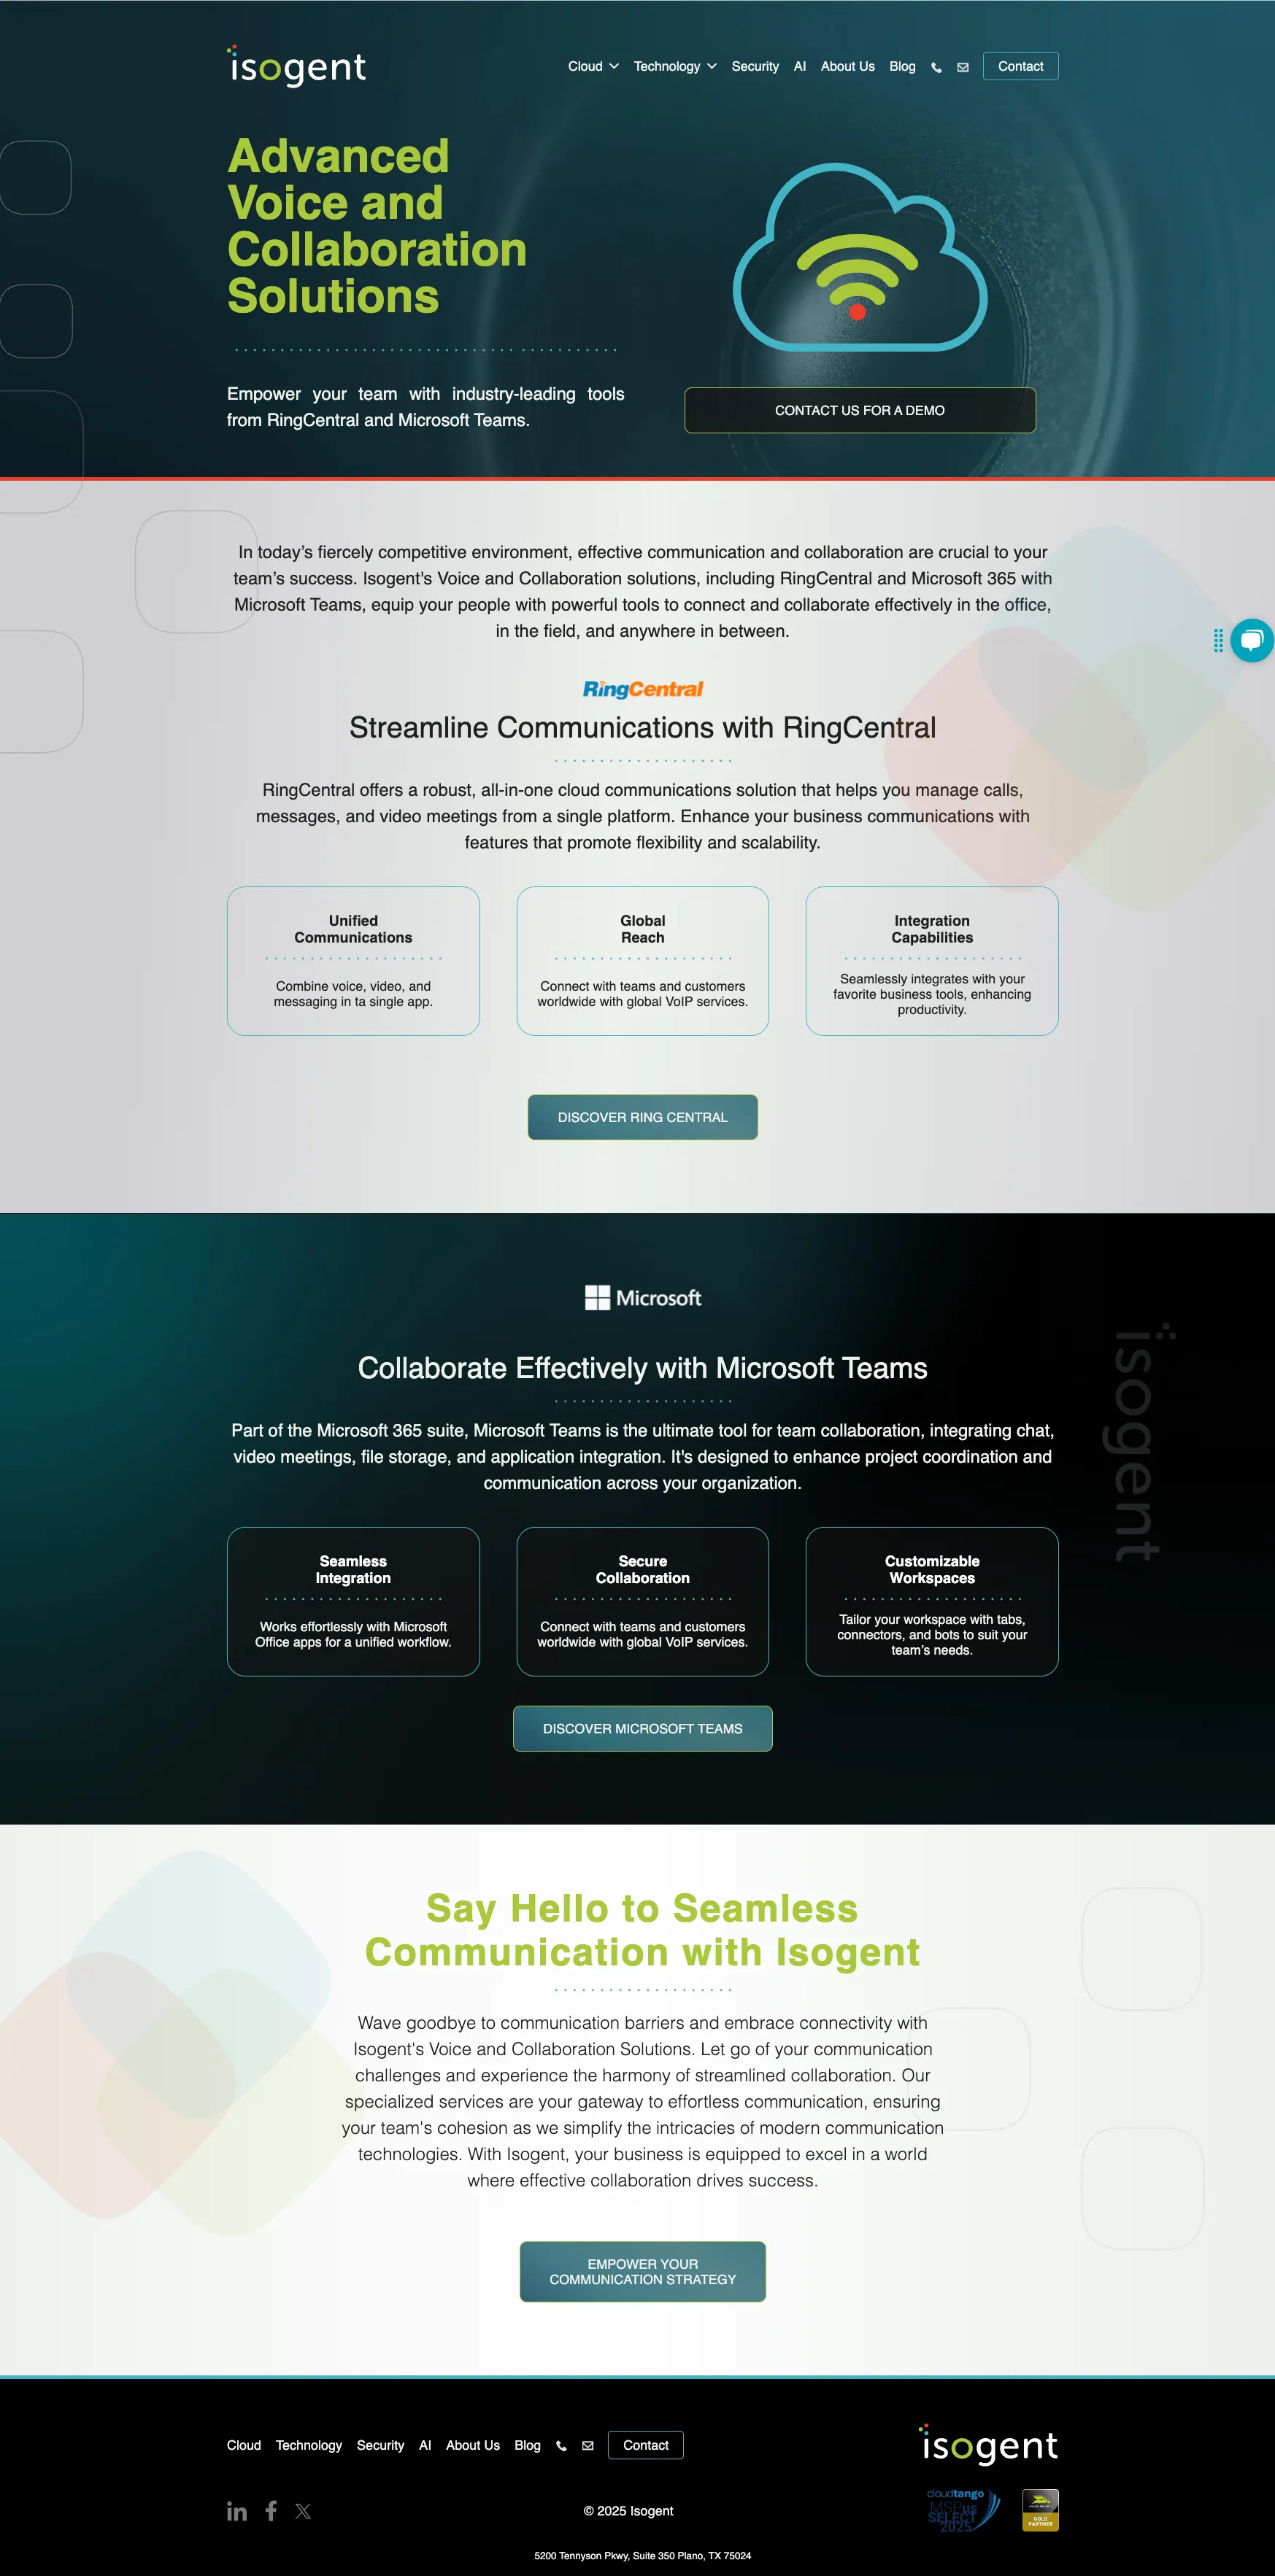 isogent
Cloud Technology Security AI About Us Blog Contact
Advanced
Voice and
Collaboration
Solutions
Empower your team with industry-leading tools
from RingCentral and Microsoft Teams.
CONTACT US FOR A DEMO
In today’s fiercely competitive environment, effective communication and collaboration are crucial to your
team’s success. Isogent's Voice and Collaboration solutions, including RingCentral and Microsoft 365 with
Microsoft Teams, equip your people with powerful tools to connect and collaborate effectively in the office,
in the field, and anywhere in between.
RingCentral
Streamline Communications with RingCentral
RingCentral offers a robust, all-in-one cloud communications solution that helps you manage calls,
messages, and video meetings from a single platform. Enhance your business communications with
features that promote flexibility and scalability.
Unified
Communications
Combine voice, video, and
messaging in ta single app.
Global
Reach
Connect with teams and customers
worldwide with global VoIP services.
Integration
Capabilities
Seamlessly integrates with your
favorite business tools, enhancing
productivity.
DISCOVER RING CENTRAL
Microsoft
isogent
Collaborate Effectively with Microsoft Teams
Part of the Microsoft 365 suite, Microsoft Teams is the ultimate tool for team collaboration, integrating chat,
video meetings, file storage, and application integration. It's designed to enhance project coordination and
communication across your organization.
Seamless
Integration
Works effortlessly with Microsoft
Office apps for a unified workflow.
Secure
Collaboration
Connect with teams and customers
worldwide with global VoIP services.
Customizable
Workspaces
Tailor your workspace with tabs,
connectors, and bots to suit your
team’s needs.
DISCOVER MICROSOFT TEAMS
Say Hello to Seamless
Communication with Isogent
Wave goodbye to communication barriers and embrace connectivity with
Isogent's Voice and Collaboration Solutions. Let go of your communication
challenges and experience the harmony of streamlined collaboration. Our
specialized services are your gateway to effortless communication, ensuring
your team's cohesion as we simplify the intricacies of modern communication
technologies. With Isogent, your business is equipped to excel in a world
where effective collaboration drives success.
EMPOWER YOUR
COMMUNICATION STRATEGY
Cloud Technology Security AI About Us Blog Contact
isogent
© 2025 Isogent
cloudtango
MSPus
SELECT
2025
GOLD
PARTNER
5200 Tennyson Pkwy, Suite 350 Plano, TX 75024